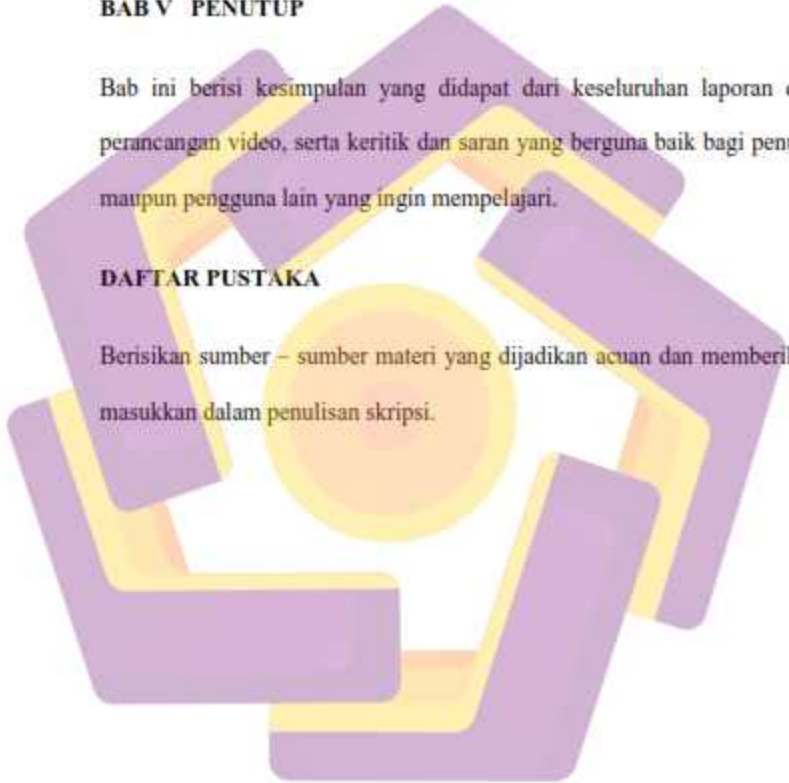 BAB V PENUTUP
Bab ini berisi kesimpulan yang didapat dari keseluruhan laporan
perancangan video, serta keritik dan saran yang berguna baik bagi
maupun pengguna lain yang ingin mempelajari.
DAFTAR PUSTAKA
Berisikan sumber – sumber materi yang dijadikan acuan dan
masukkan dalam penulisan skripsi.